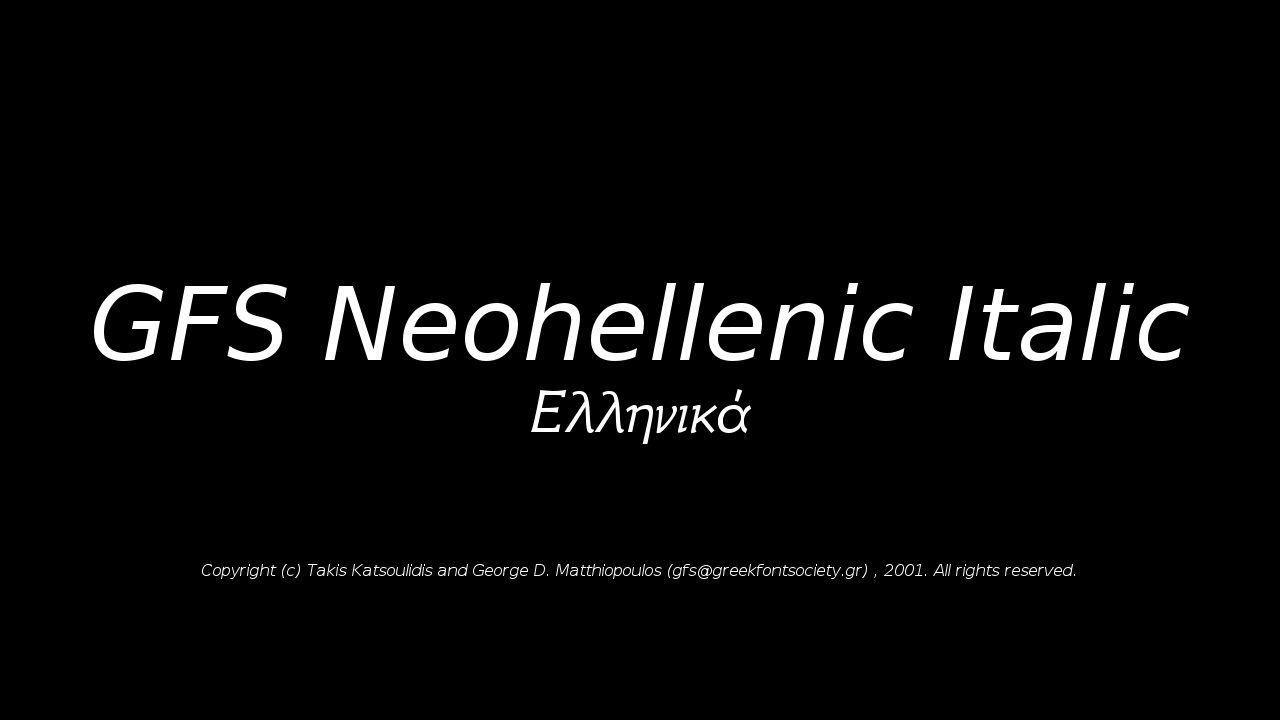 GFS Neohellenic Italic
Ελληνικά
Copyright (c) Takis Katsoulidis and George D. Matthiopoulos (gfs@greekfontsociety.gr) , 2001. All rights reserved.